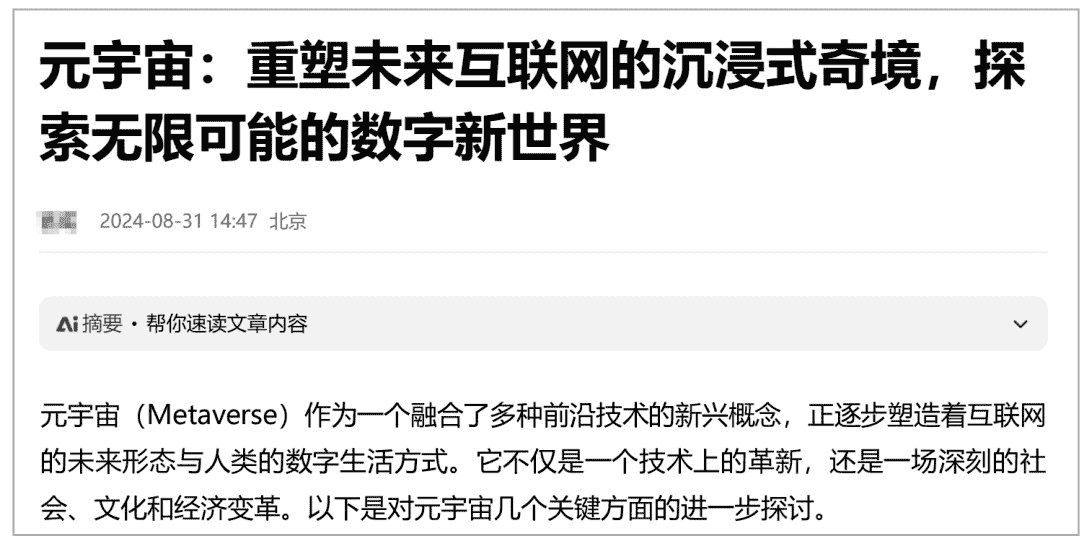 元宇宙：重塑未来互联网的沉浸式奇境，探
索无限可能的数字新世界
2024-08-31 14:47 北京
Ai摘要·帮你速读文章内容
元宇宙（Metaverse）作为一个融合了多种前沿技术的新兴概念，正逐步塑造着互联网
的未来形态与人类的数字生活方式。它不仅是一个技术上的革新，还是一场深刻的社
会、文化和经济变革。以下是对元宇宙几个关键方面的进一步探讨。